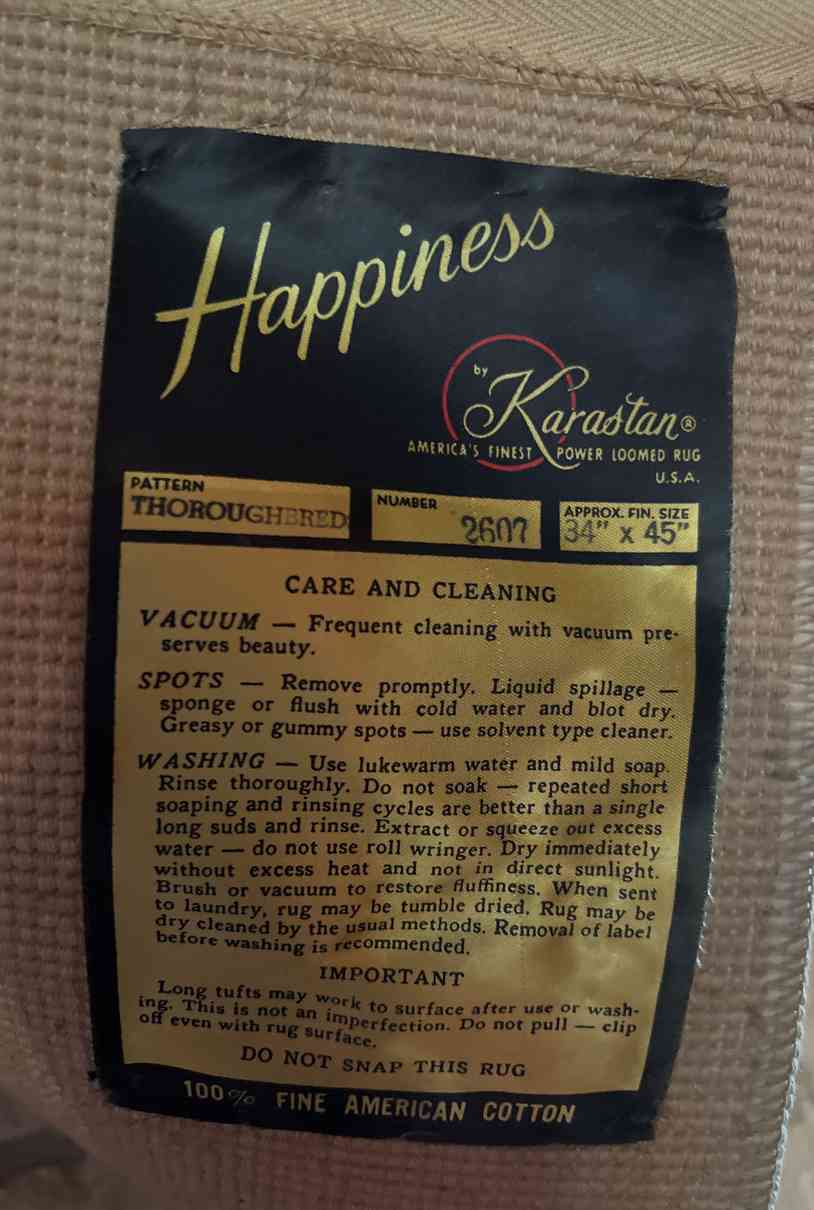 Happiness
by
Karastan®
AMERICA'S FINEST POWER LOOMED RUG
U.S.A.
PATTERN NUMBER APPROX. FIN. SIZE
THOROUGHBRED 2607 34" x 45"
CARE AND CLEANING
VACUUM — Frequent cleaning with vacuum pre-
serves beauty.
SPOTS — Remove promptly. Liquid spillage —
sponge or flush with cold water and blot dry.
Greasy or gummy spots — use solvent type cleaner.
WASHING — Use lukewarm water and mild soap.
Rinse thoroughly. Do not soak — repeated short
soaping and rinsing cycles are better than a single
long suds and rinse. Extract or squeeze out excess
water — do not use roll wringer. Dry immediately
without excess heat and not in direct sunlight.
Brush or vacuum to restore fluffiness. When sent
to laundry, rug may be tumble dried. Rug may be
dry cleaned by the usual methods. Removal of label
before washing is recommended.
IMPORTANT
Long tufts may work to surface after use or wash-
ing. This is not an imperfection. Do not pull — clip
off even with rug surface.
DO NOT SNAP THIS RUG
100% FINE AMERICAN COTTON